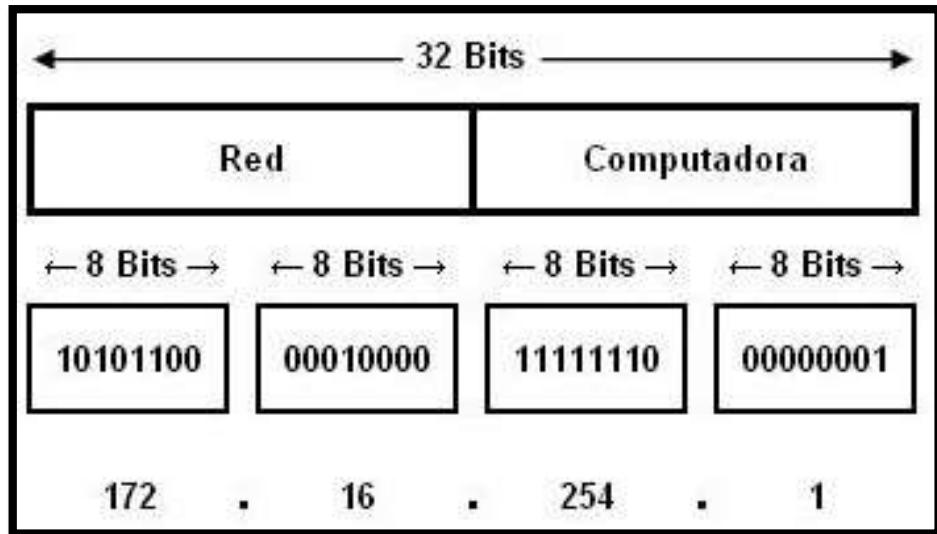 32 Bits
Red Computadora
← 8 Bits → ← 8 Bits → ← 8 Bits → ← 8 Bits →
10101100 00010000 11111110 00000001
172 . 16 . 254 . 1